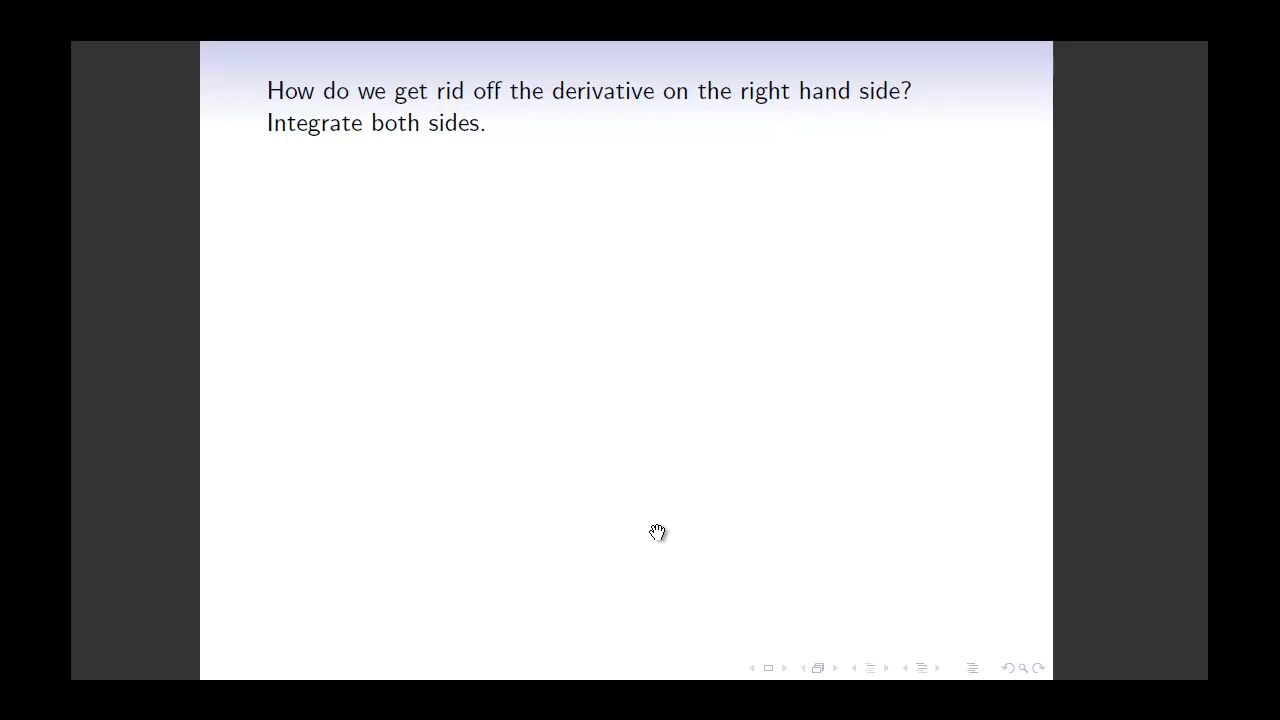 How do we get rid off the derivative on the right hand side?
Integrate both sides.